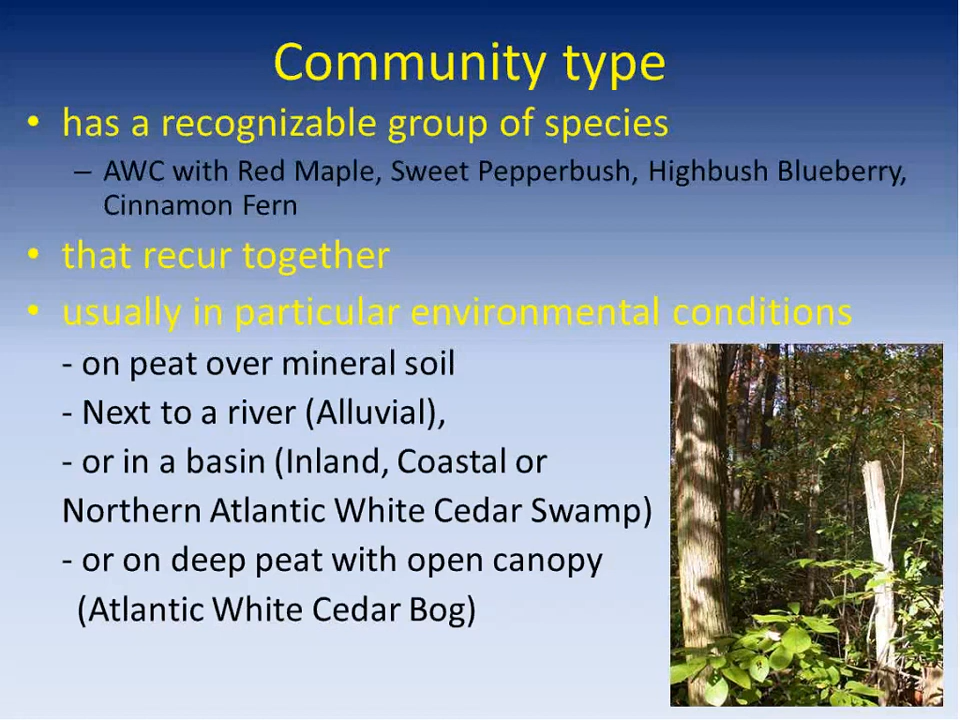 Community type
• has a recognizable group of species
– AWC with Red Maple, Sweet Pepperbush, Highbush Blueberry,
Cinnamon Fern
• that recur together
• usually in particular environmental conditions
- on peat over mineral soil
- Next to a river (Alluvial),
- or in a basin (Inland, Coastal or
Northern Atlantic White Cedar Swamp)
- or on deep peat with open canopy
(Atlantic White Cedar Bog)